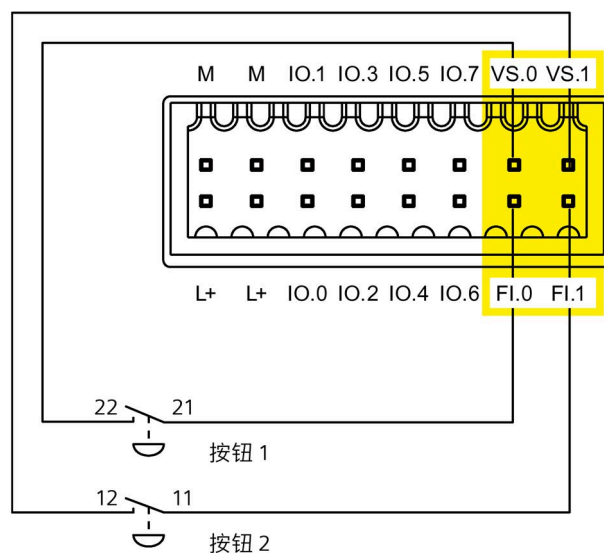 M M IO.1 IO.3 IO.5 IO.7 VS.0 VS.1
L+ L+ IO.0 IO.2 IO.4 IO.6 FI.0 FI.1
22 21
按钮 1
12 11
按钮 2